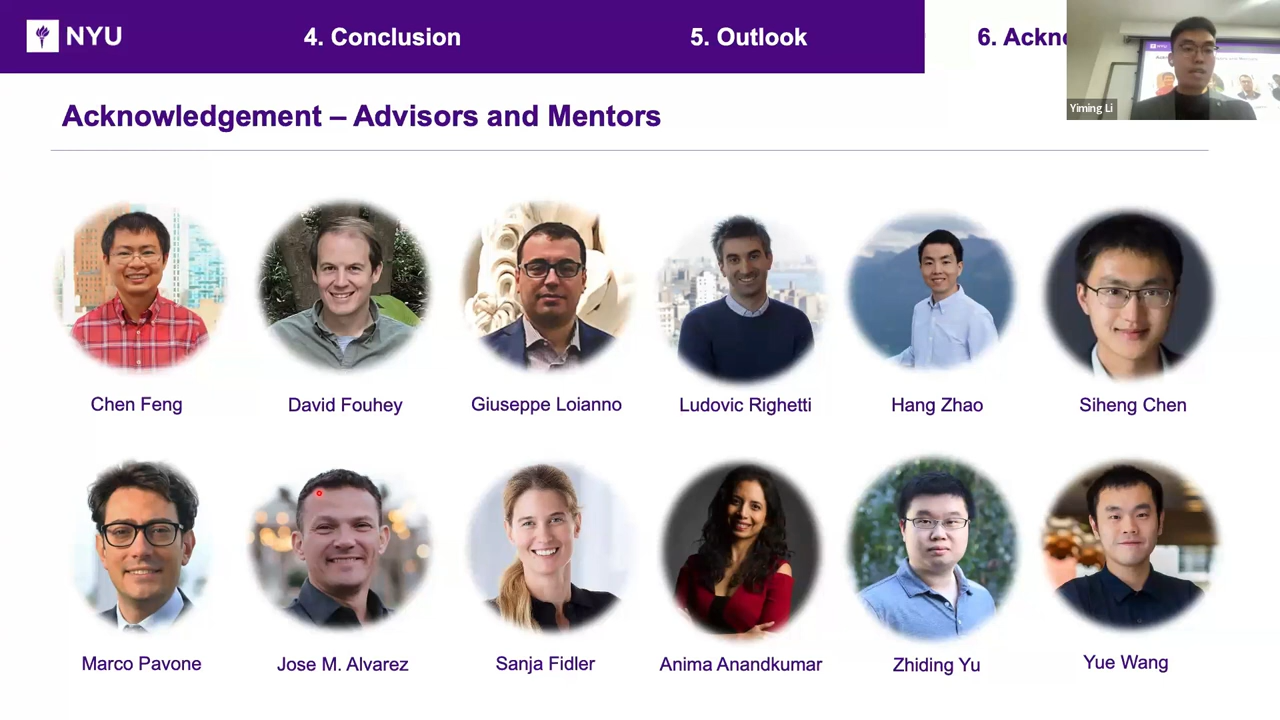 NYU
4. Conclusion
5. Outlook
6. Ackno
Yiming Li
Acknowledgement – Advisors and Mentors
Chen Feng
David Fouhey
Giuseppe Loianno
Ludovic Righetti
Hang Zhao
Siheng Chen
Marco Pavone
Jose M. Alvarez
Sanja Fidler
Anima Anandkumar
Zhiding Yu
Yue Wang